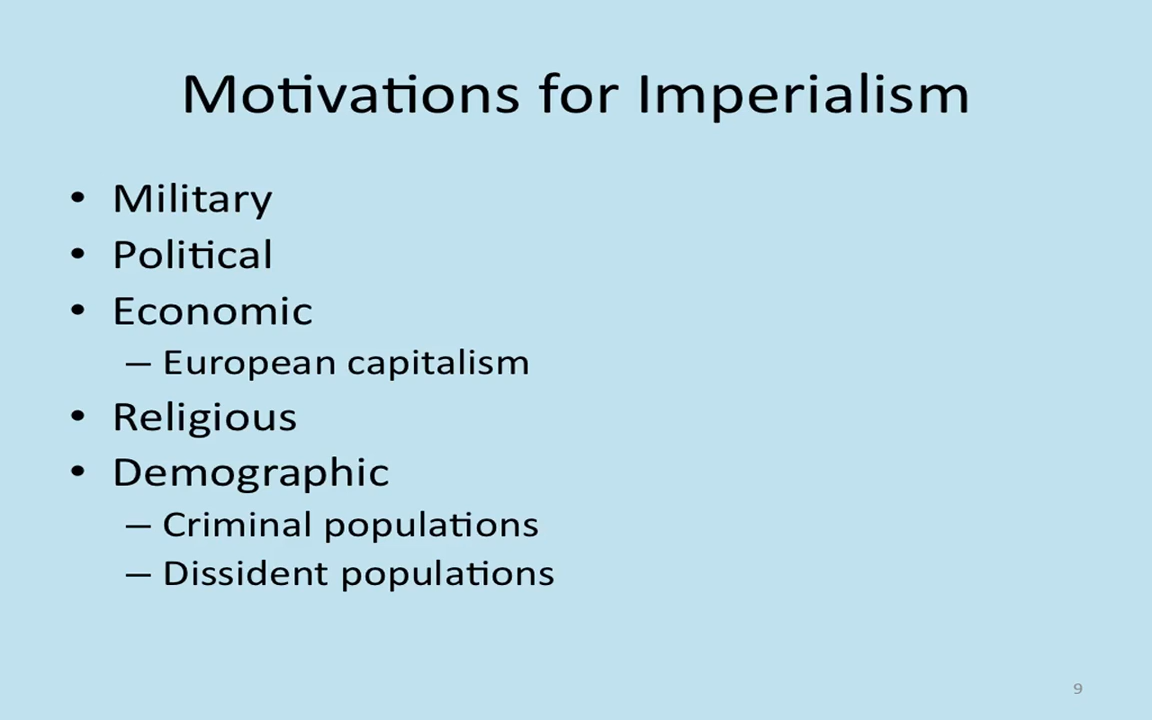 Motivations for Imperialism
• Military
• Political
• Economic
– European capitalism
• Religious
• Demographic
– Criminal populations
– Dissident populations
9